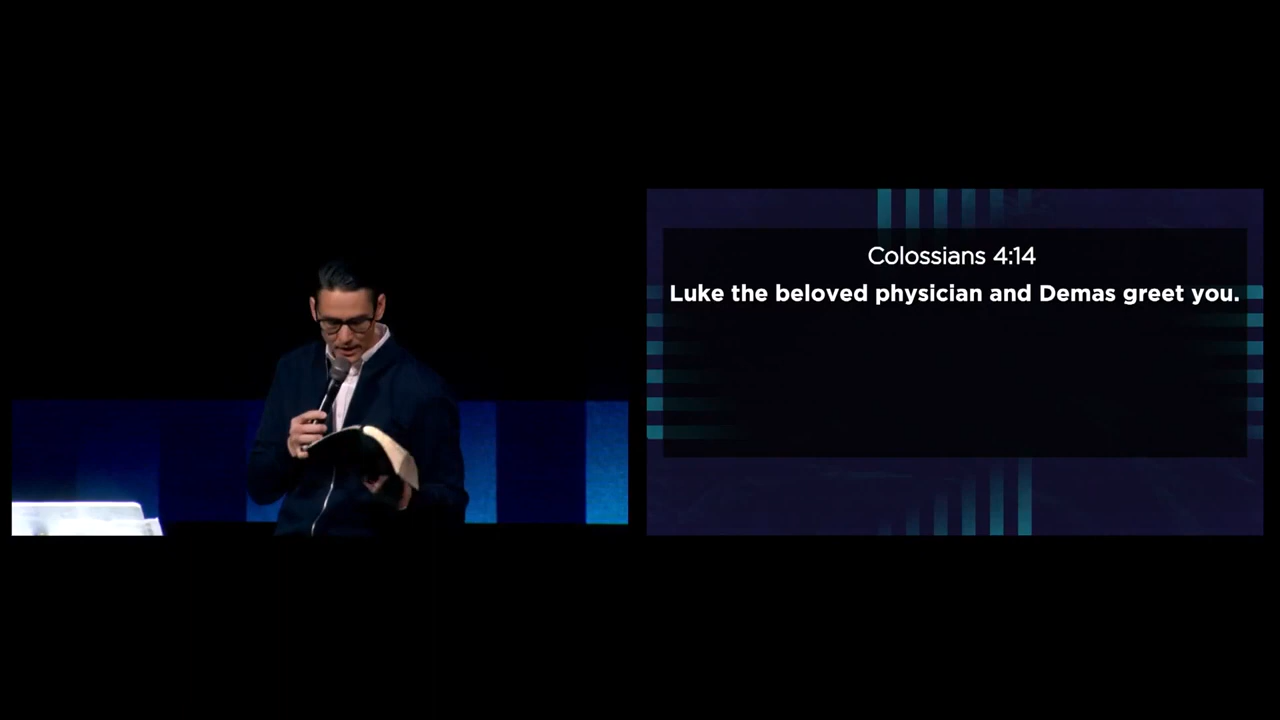 Colossians 4:14
Luke the beloved physician and Demas greet you.